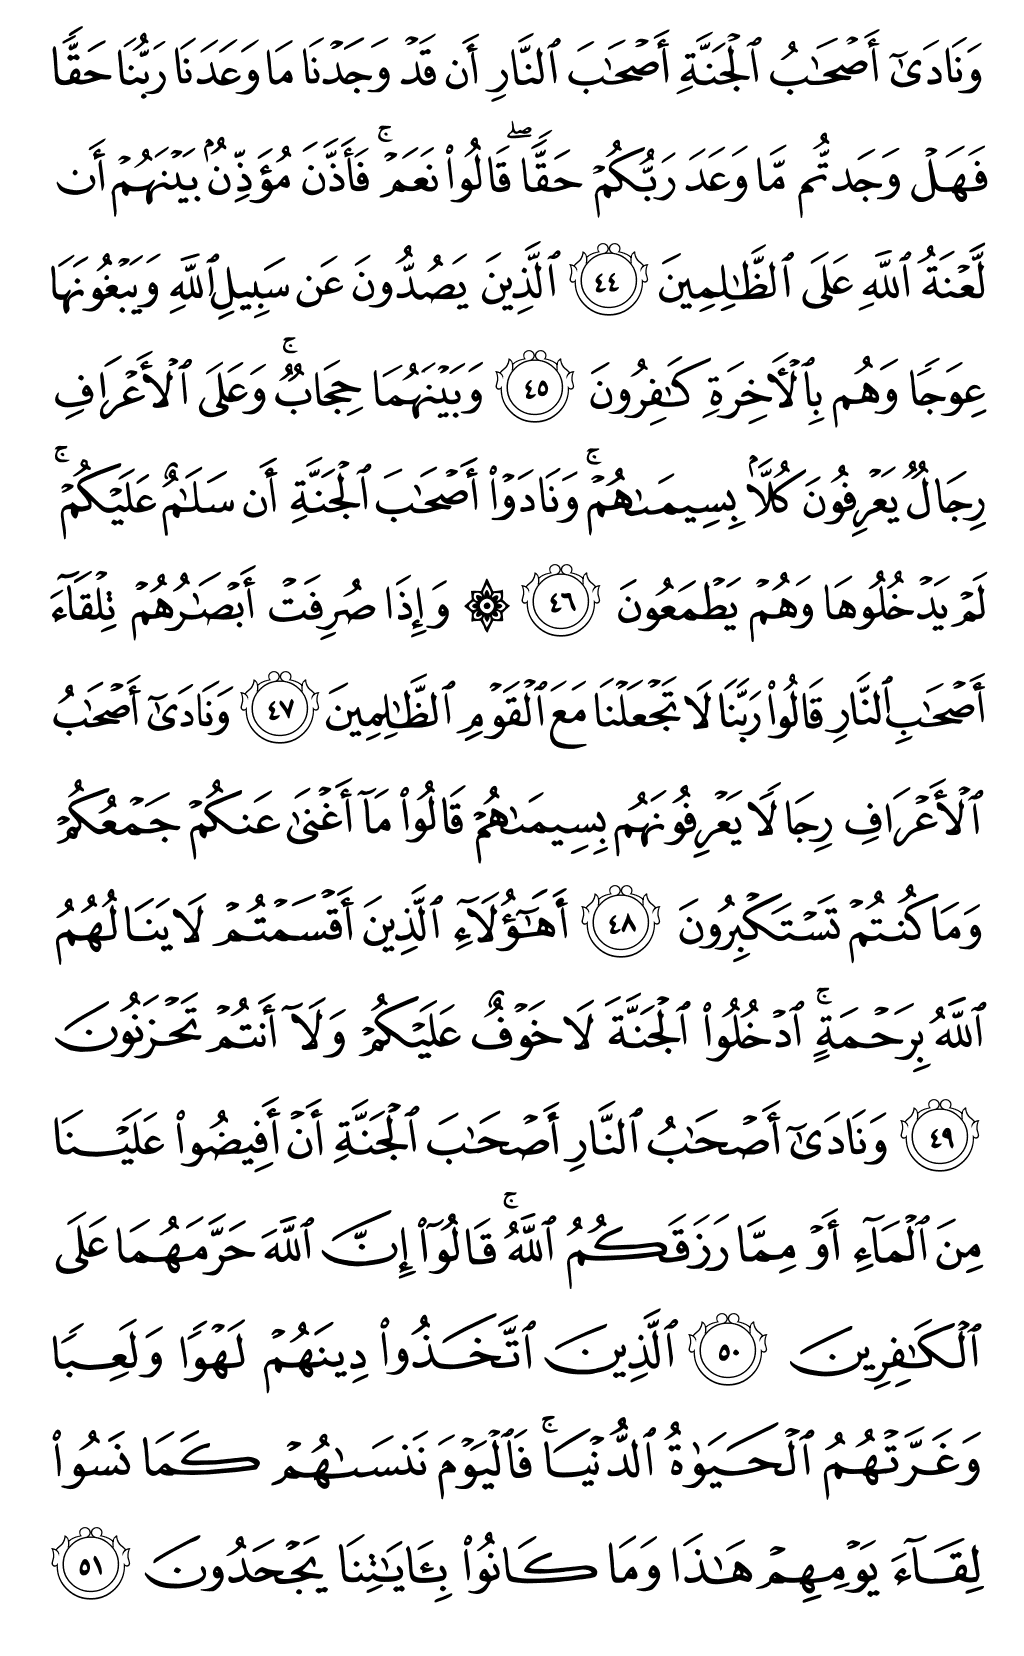 وَنَادَىٰٓ أَصۡحَٰبُ ٱلۡجَنَّةِ أَصۡحَٰبَ ٱلنَّارِ أَن قَدۡ وَجَدۡنَا مَا وَعَدَنَا رَبُّنَا حَقّٗا
فَهَلۡ وَجَدتُّم مَّا وَعَدَ رَبُّكُمۡ حَقّٗاۖ قَالُواْ نَعَمۡۚ فَأَذَّنَ مُؤَذِّنُۢ بَيۡنَهُمۡ أَن
لَّعۡنَةُ ٱللَّهِ عَلَى ٱلظَّٰلِمِينَ ٤٤ ٱلَّذِينَ يَصُدُّونَ عَن سَبِيلِ ٱللَّهِ وَيَبۡغُونَهَا
عِوَجٗا وَهُم بِٱلۡأٓخِرَةِ كَٰفِرُونَ ٤٥ وَبَيۡنَهُمَا حِجَابٞۚ وَعَلَى ٱلۡأَعۡرَافِ
رِجَالٞ يَعۡرِفُونَ كُلَّۢا بِسِيمَىٰهُمۡۚ وَنَادَوۡاْ أَصۡحَٰبَ ٱلۡجَنَّةِ أَن سَلَٰمٌ عَلَيۡكُمۡۚ
لَمۡ يَدۡخُلُوهَا وَهُمۡ يَطۡمَعُونَ ٤٦ ۞ وَإِذَا صُرِفَتۡ أَبۡصَٰرُهُمۡ تِلۡقَآءَ
أَصۡحَٰبِ ٱلنَّارِ قَالُواْ رَبَّنَا لَا تَجۡعَلۡنَا مَعَ ٱلۡقَوۡمِ ٱلظَّٰلِمِينَ ٤٧ وَنَادَىٰٓ أَصۡحَٰبُ
ٱلۡأَعۡرَافِ رِجَالٗا يَعۡرِفُونَهُم بِسِيمَىٰهُمۡ قَالُواْ مَآ أَغۡنَىٰ عَنكُمۡ جَمۡعُكُمۡ
وَمَا كُنتُمۡ تَسۡتَكۡبِرُونَ ٤٨ أَهَٰٓؤُلَآءِ ٱلَّذِينَ أَقۡسَمۡتُمۡ لَا يَنَالُهُمُ
ٱللَّهُ بِرَحۡمَةٍۚ ٱدۡخُلُواْ ٱلۡجَنَّةَ لَا خَوۡفٌ عَلَيۡكُمۡ وَلَآ أَنتُمۡ تَحۡزَنُونَ
٤٩ وَنَادَىٰٓ أَصۡحَٰبُ ٱلنَّارِ أَصۡحَٰبَ ٱلۡجَنَّةِ أَنۡ أَفِيضُواْ عَلَيۡنَا
مِنَ ٱلۡمَآءِ أَوۡ مِمَّا رَزَقَكُمُ ٱللَّهُۚ قَالُوٓاْ إِنَّ ٱللَّهَ حَرَّمَهُمَا عَلَى
ٱلۡكَٰفِرِينَ ٥٠ ٱلَّذِينَ ٱتَّخَذُواْ دِينَهُمۡ لَهۡوٗا وَلَعِبٗا
وَغَرَّتۡهُمُ ٱلۡحَيَوٰةُ ٱلدُّنۡيَاۚ فَٱلۡيَوۡمَ نَنسَىٰهُمۡ كَمَا نَسُواْ
لِقَآءَ يَوۡمِهِمۡ هَٰذَا وَمَا كَانُواْ بِـَٔايَٰتِنَا يَجۡحَدُونَ ٥١